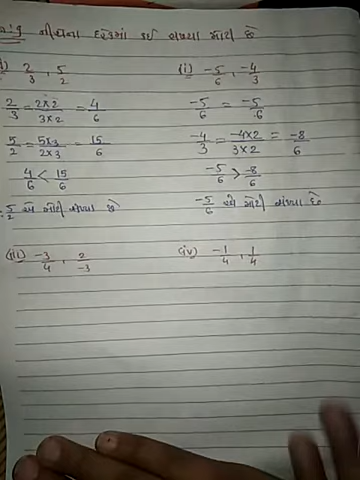 નીચેના દરેકમાં કઈ સંખ્યા મોટી છે
2/3 , 5/2
2/3 = 2×2/3×2 = 4/6
5/2 = 5×3/2×3 = 15/6
4/6 < 15/6
5/2 એ મોટી સંખ્યા છે
(i) -5/6 , -4/3
-5/6 = -5/6
-4/3 = -4×2/3×2 = -8/6
-5/6 > -8/6
-5/6 એ મોટી સંખ્યા છે
(iii) -3/4 , 2/-3
(iv) -1/4 , 1/4